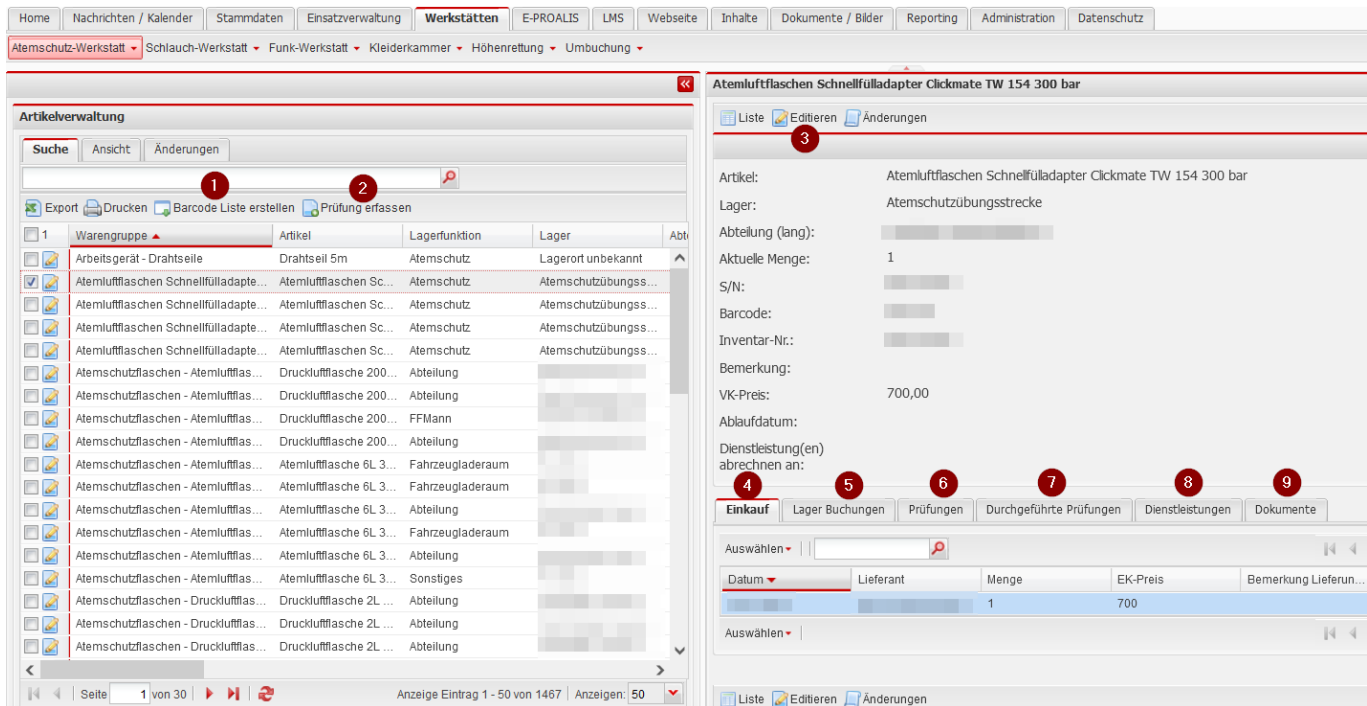 Home Nachrichten / Kalender Stammdaten Einsatzverwaltung Werkstätten E-PROALIS LMS Webseite Inhalte Dokumente / Bilder Reporting Administration Datenschutz
Atemschutz-Werkstatt Schlauch-Werkstatt Funk-Werkstatt Kleiderkammer Höhenrettung Umbuchung
Artikelverwaltung
Suche Ansicht Änderungen
1 2
Export Drucken Barcode Liste erstellen Prüfung erfassen
1 Warengruppe Artikel Lagerfunktion Lager Abt
Arbeitsgerät - Drahtseile Drahtseil 5m Atemschutz Lagerort unbekannt
Atemluftflaschen Schnellfülladapte... Atemluftflaschen Sc... Atemschutz Atemschutzübungss...
Atemluftflaschen Schnellfülladapte... Atemluftflaschen Sc... Atemschutz Atemschutzübungss...
Atemluftflaschen Schnellfülladapte... Atemluftflaschen Sc... Atemschutz Atemschutzübungss...
Atemluftflaschen Schnellfülladapte... Atemluftflaschen Sc... Atemschutz Atemschutzübungss...
Atemschutzflaschen - Atemluftflas... Druckluftflasche 200... Abteilung
Atemschutzflaschen - Atemluftflas... Druckluftflasche 200... Abteilung
Atemschutzflaschen - Atemluftflas... Druckluftflasche 200... FFMann
Atemschutzflaschen - Atemluftflas... Druckluftflasche 200... Abteilung
Atemschutzflaschen - Atemluftflas... Atemluftflasche 6L 3... Fahrzeugladeraum
Atemschutzflaschen - Atemluftflas... Atemluftflasche 6L 3... Fahrzeugladeraum
Atemschutzflaschen - Atemluftflas... Atemluftflasche 6L 3... Abteilung
Atemschutzflaschen - Atemluftflas... Atemluftflasche 6L 3... Fahrzeugladeraum
Atemschutzflaschen - Atemluftflas... Atemluftflasche 6L 3... Abteilung
Atemschutzflaschen - Atemluftflas... Atemluftflasche 6L 3... Sonstiges
Atemschutzflaschen - Druckluftflas... Druckluftflasche 2L ... Abteilung
Atemschutzflaschen - Druckluftflas... Druckluftflasche 2L ... Abteilung
Atemschutzflaschen - Druckluftflas... Druckluftflasche 2L ... Abteilung
Seite 1 von 30 Anzeige Eintrag 1 - 50 von 1467 Anzeigen: 50
Atemluftflaschen Schnellfülladapter Clickmate TW 154 300 bar
Liste Editieren Änderungen
3
Artikel: Atemluftflaschen Schnellfülladapter Clickmate TW 154 300 bar
Lager: Atemschutzübungsstrecke
Abteilung (lang):
Aktuelle Menge: 1
S/N:
Barcode:
Inventar-Nr.:
Bemerkung:
VK-Preis: 700,00
Ablaufdatum:
Dienstleistung(en)
abrechnen an:
4 5 6 7 8 9
Einkauf Lager Buchungen Prüfungen Durchgeführte Prüfungen Dienstleistungen Dokumente
Auswählen
Datum Lieferant Menge EK-Preis Bemerkung Lieferun...
1 700
Auswählen
Liste Editieren Änderungen